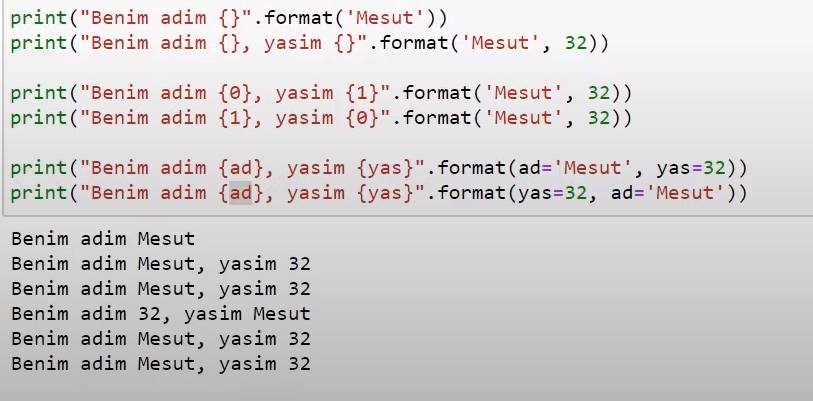 print("Benim adim {}".format('Mesut'))
print("Benim adim {}, yasim {}".format('Mesut', 32))
print("Benim adim {0}, yasim {1}".format('Mesut', 32))
print("Benim adim {1}, yasim {0}".format('Mesut', 32))
print("Benim adim {ad}, yasim {yas}".format(ad='Mesut', yas=32))
print("Benim adim {ad}, yasim {yas}".format(yas=32, ad='Mesut'))
Benim adim Mesut
Benim adim Mesut, yasim 32
Benim adim Mesut, yasim 32
Benim adim 32, yasim Mesut
Benim adim Mesut, yasim 32
Benim adim Mesut, yasim 32